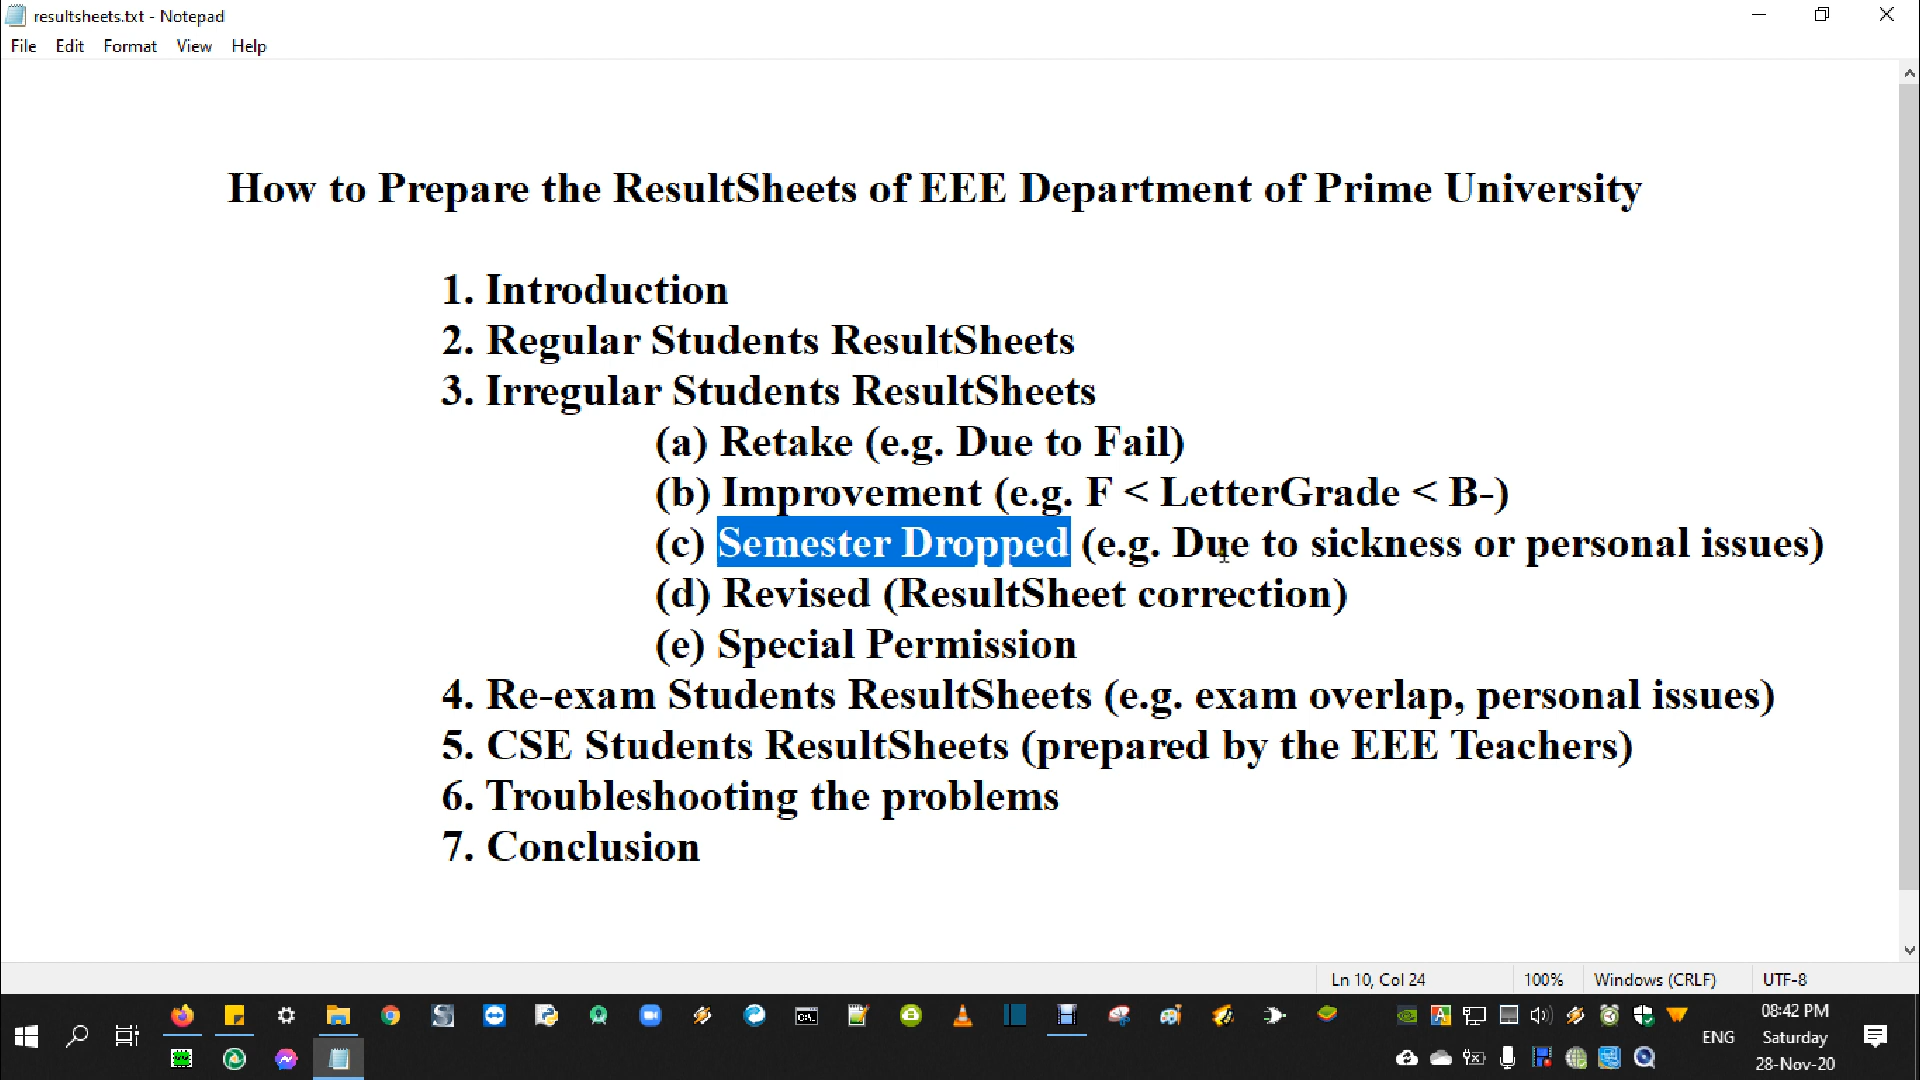 resultsheets.txt - Notepad
File Edit Format View Help
How to Prepare the ResultSheets of EEE Department of Prime University
1. Introduction
2. Regular Students ResultSheets
3. Irregular Students ResultSheets
(a) Retake (e.g. Due to Fail)
(b) Improvement (e.g. F < LetterGrade < B-)
(c) Semester Dropped (e.g. Due to sickness or personal issues)
(d) Revised (ResultSheet correction)
(e) Special Permission
4. Re-exam Students ResultSheets (e.g. exam overlap, personal issues)
5. CSE Students ResultSheets (prepared by the EEE Teachers)
6. Troubleshooting the problems
7. Conclusion
Ln 10, Col 24 100% Windows (CRLF) UTF-8
08:42 PM
ENG Saturday
28-Nov-20